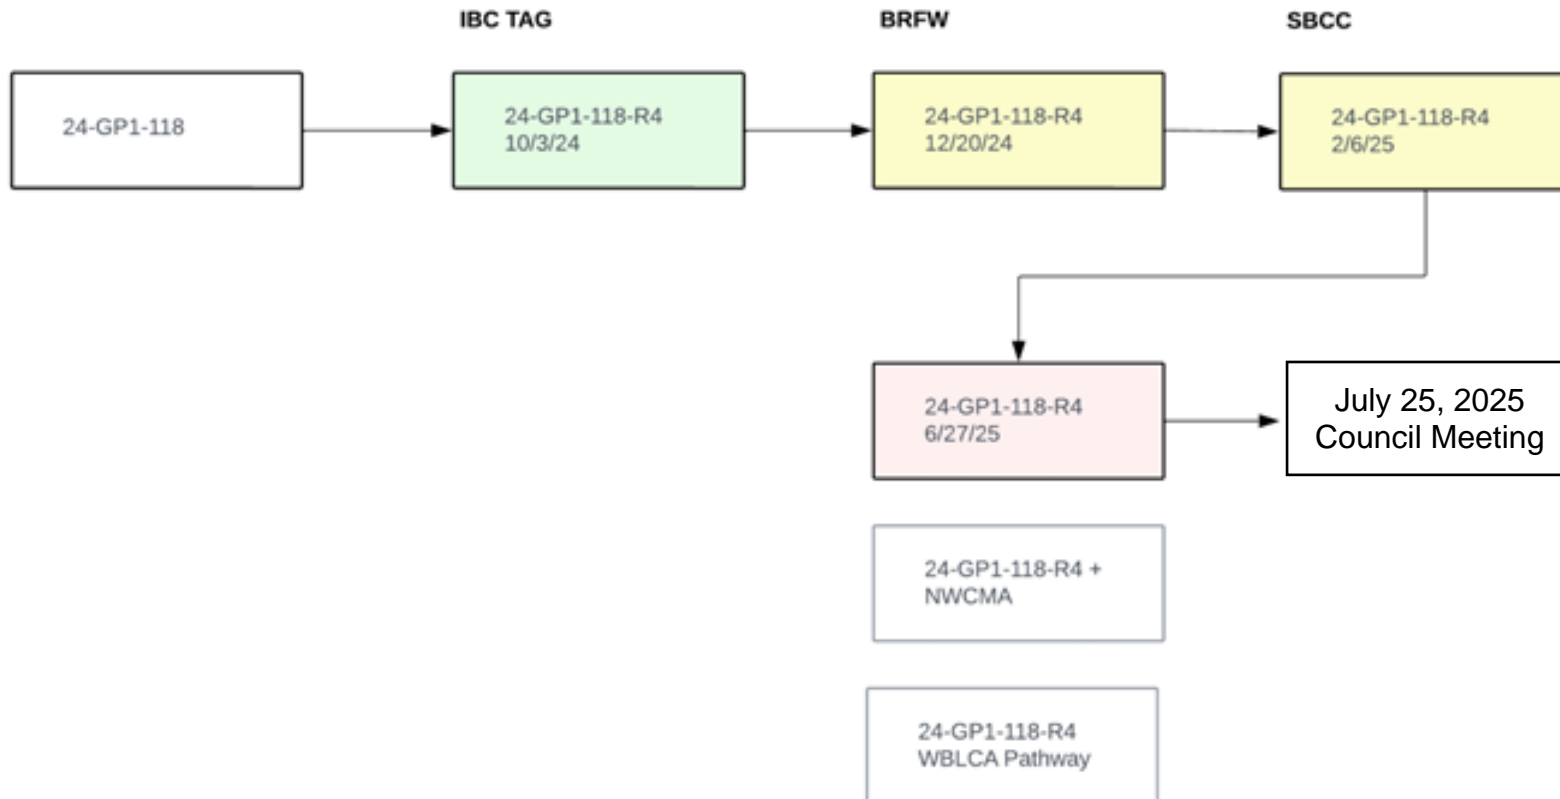 IBC TAG
BRFW
SBCC
24-GP1-118
24-GP1-118-R4
10/3/24
24-GP1-118-R4
12/20/24
24-GP1-118-R4
2/6/25
24-GP1-118-R4
6/27/25
July 25, 2025
Council Meeting
24-GP1-118-R4 +
NWCMA
24-GP1-118-R4
WBLCA Pathway